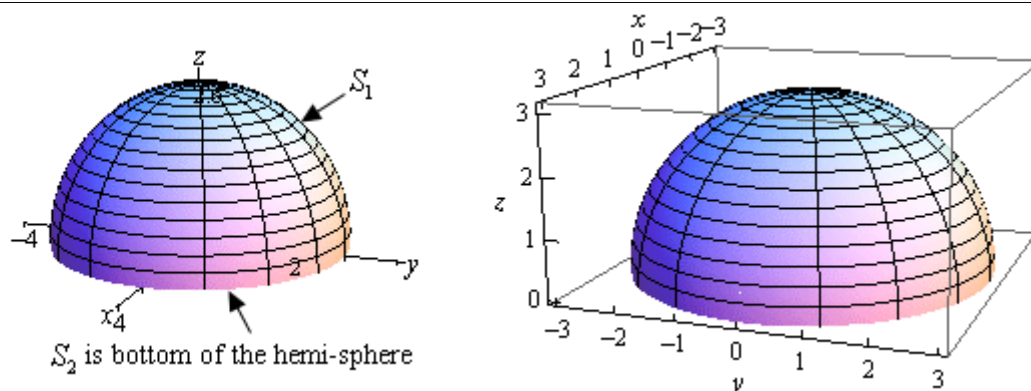 z
S₁
-4
2
y
x 4
S₂ is bottom of the hemi-sphere
x
3 2 1 0 -1 -2 -3
3
2
z
1
0
-3 -2 -1 0 1 2 3
y